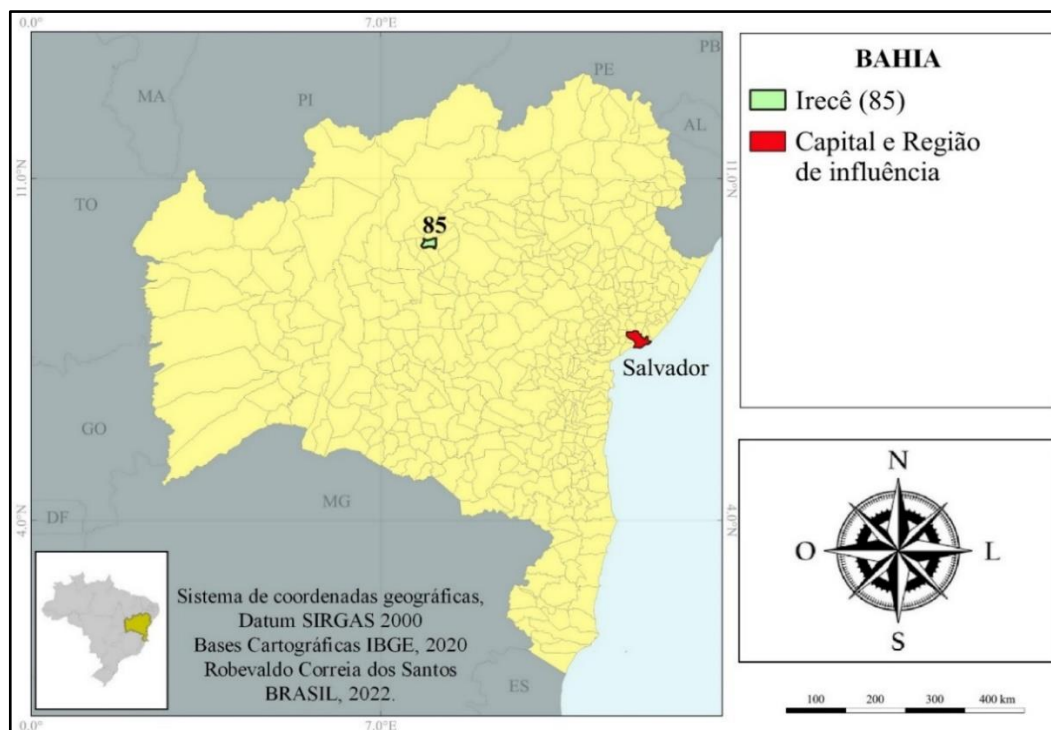 0.0°
7.0°E
PB
MA
PI
PE
AL
11.0°N
11.0°N
TO
85
Salvador
GO
MG
DF
4.0°N
4.0°N
Sistema de coordenadas geográficas,
Datum SIRGAS 2000
Bases Cartográficas IBGE, 2020
Robevaldo Correia dos Santos
BRASIL, 2022.
ES
0.0°
7.0°E
BAHIA
Irecê (85)
Capital e Região
de influência
N
O
L
S
100 200 300 400 km